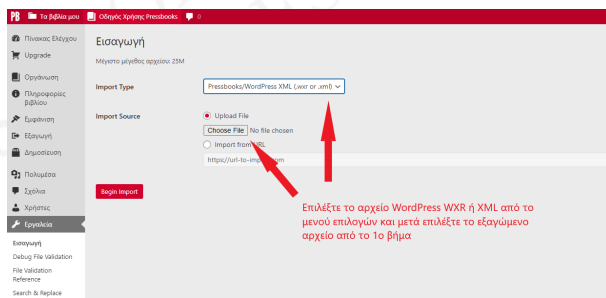 Τα βιβλία μου Οδηγός Χρήσης Pressbooks 0
Πίνακας Ελέγχου
Upgrade
Οργάνωση
Πληροφορίες βιβλίου
Εμφάνιση
Εξαγωγή
Δημοσίευση
Πολυμέσα
Σχόλια
Χρήστες
Εργαλεία
Εισαγωγή
Debug File Validation
File Validation
Reference
Search & Replace
Εισαγωγή
Μέγιστο μέγεθος αρχείου: 25M
Import Type
Pressbooks/WordPress XML (.wxr or .xml)
Import Source
Upload File
Choose File No file chosen
Import from URL
https://url-to-import.com
Begin Import
Επιλέξτε το αρχείο WordPress WXR ή XML από το
μενού επιλογών και μετά επιλέξτε το εξαγώμενο
αρχείο από το 1ο βήμα